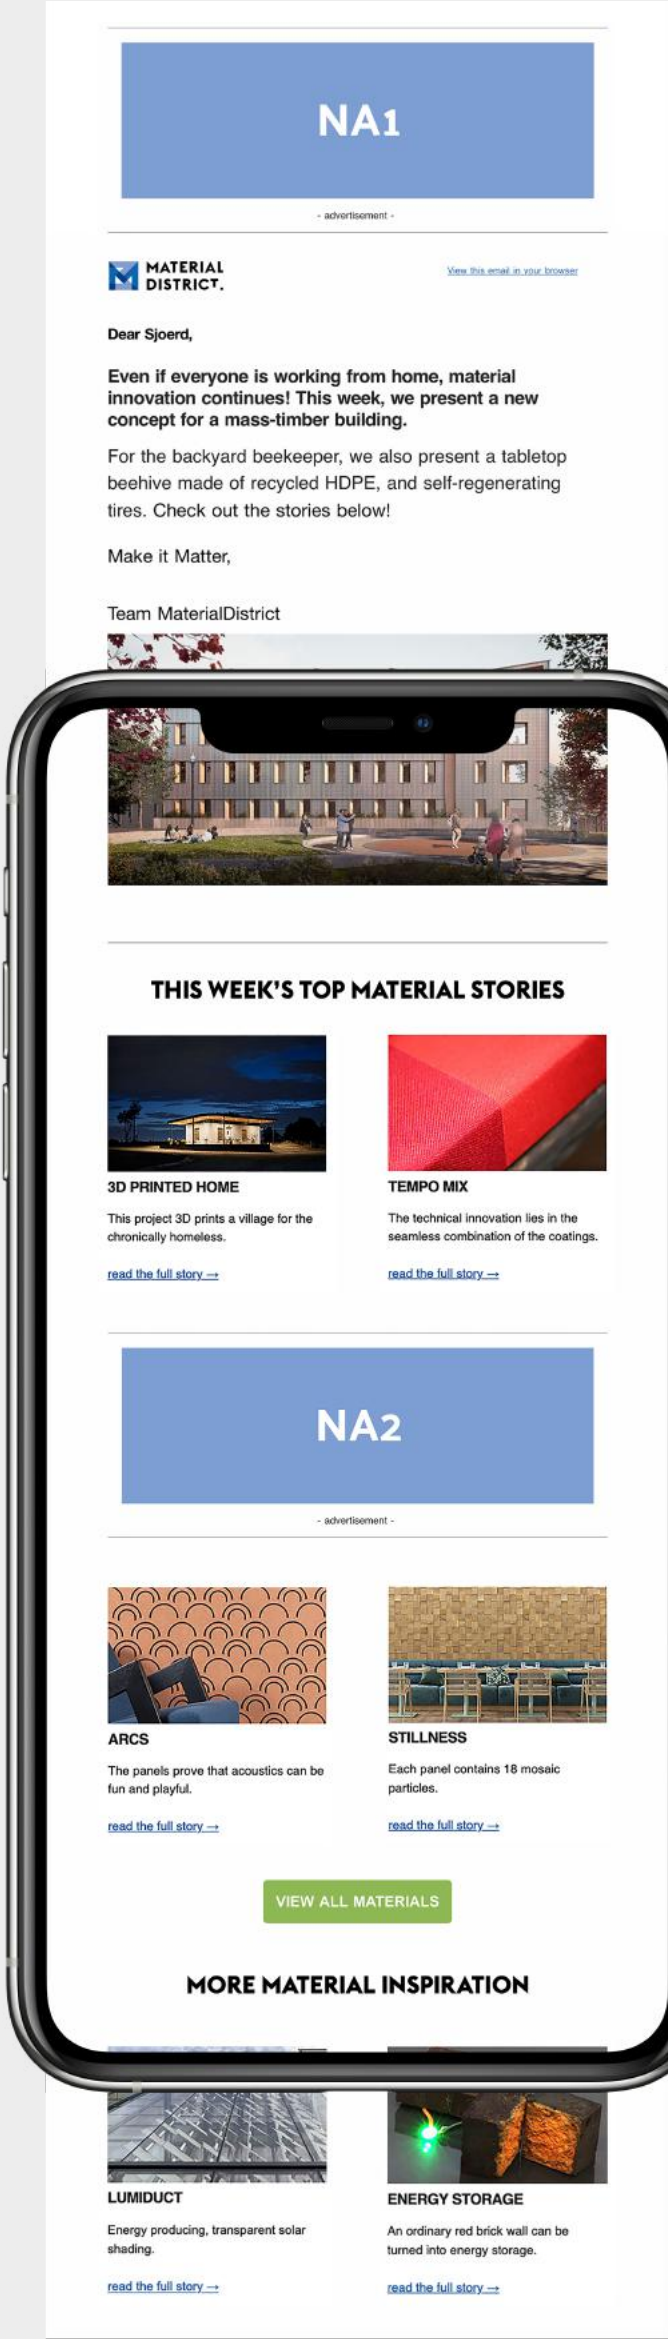 NA1
- advertisement -
MATERIAL
DISTRICT.
View this email in your browser
Dear Sjoerd,
Even if everyone is working from home, material
innovation continues! This week, we present a new
concept for a mass-timber building.
For the backyard beekeeper, we also present a tabletop
beehive made of recycled HDPE, and self-regenerating
tires. Check out the stories below!
Make it Matter,
Team MaterialDistrict
THIS WEEK'S TOP MATERIAL STORIES
3D PRINTED HOME
This project 3D prints a village for the
chronically homeless.
read the full story →
TEMPO MIX
The technical innovation lies in the
seamless combination of the coatings.
read the full story →
NA2
- advertisement -
ARCS
The panels prove that acoustics can be
fun and playful.
read the full story →
STILLNESS
Each panel contains 18 mosaic
particles.
read the full story →
VIEW ALL MATERIALS
MORE MATERIAL INSPIRATION
LUMIDUCT
Energy producing, transparent solar
shading.
read the full story →
ENERGY STORAGE
An ordinary red brick wall can be
turned into energy storage.
read the full story →